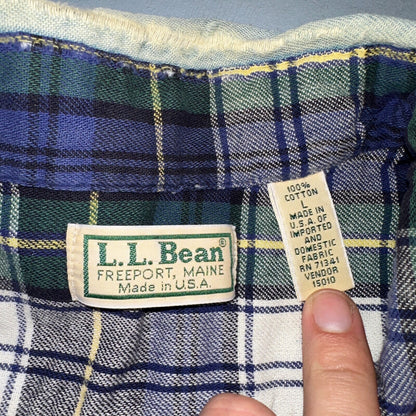 L.L.Bean®
FREEPORT, MAINE
Made in U.S.A.
100%
COTTON
L
MADE IN
U.S.A. OF
IMPORTED
AND
DOMESTIC
FABRIC
RN 71341
VENDOR
15010